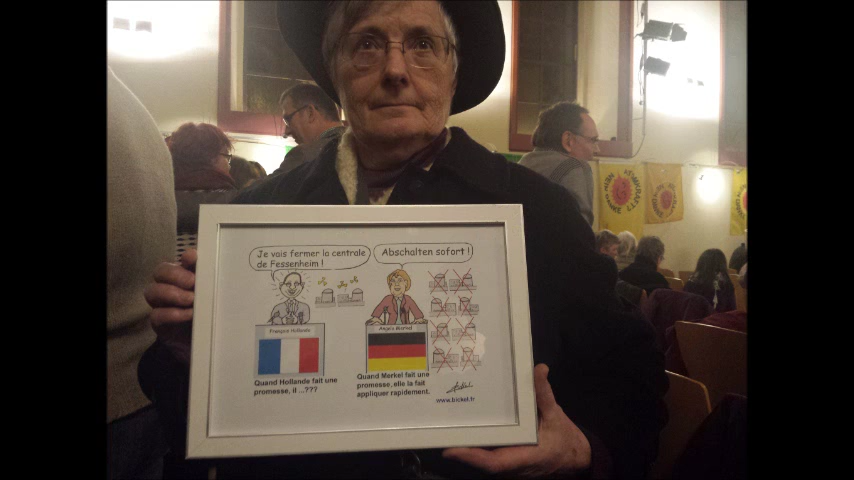 Je vais fermer la centrale
de Fessenheim !
Abschalten sofort !
François Hollande
Angela Merkel
Quand Hollande fait une
promesse, il ...???
Quand Merkel fait une
promesse, elle la fait
appliquer rapidement.
www.bickel.fr